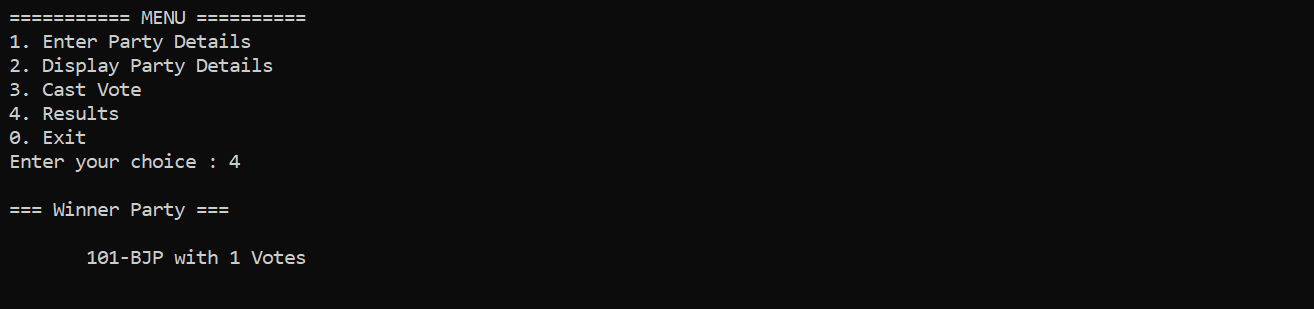 =========== MENU ==========
1. Enter Party Details
2. Display Party Details
3. Cast Vote
4. Results
0. Exit
Enter your choice : 4
=== Winner Party ===
101-BJP with 1 Votes